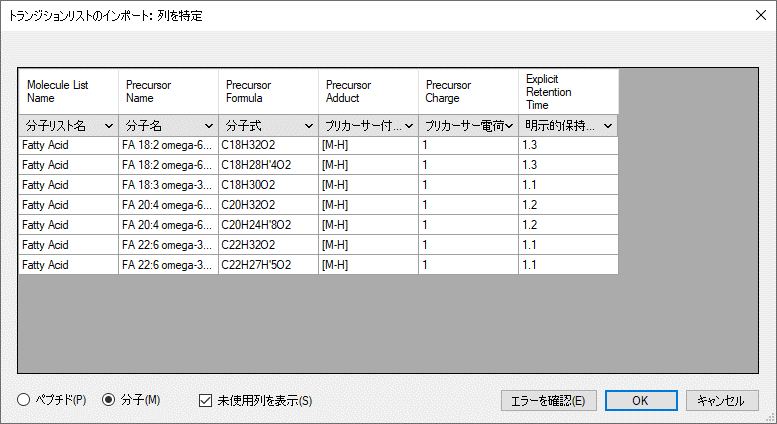 トランジションリストのインポート: 列を特定
Molecule List Name Precursor Name Precursor Formula Precursor Adduct Precursor Charge Explicit Retention Time
分子リスト名 分子名 分子式 プリカーサー付... プリカーサー電荷 明示的保持...
Fatty Acid FA 18:2 omega-6... C18H32O2 [M-H] 1 1.3
Fatty Acid FA 18:2 omega-6... C18H28H'4O2 [M-H] 1 1.3
Fatty Acid FA 18:3 omega-3... C18H30O2 [M-H] 1 1.1
Fatty Acid FA 20:4 omega-6... C20H32O2 [M-H] 1 1.2
Fatty Acid FA 20:4 omega-6... C20H24H'8O2 [M-H] 1 1.2
Fatty Acid FA 22:6 omega-3... C22H32O2 [M-H] 1 1.1
Fatty Acid FA 22:6 omega-3... C22H27H'5O2 [M-H] 1 1.1
ペプチド(P) 分子(M) 未使用列を表示(S) エラーを確認(E) OK キャンセル